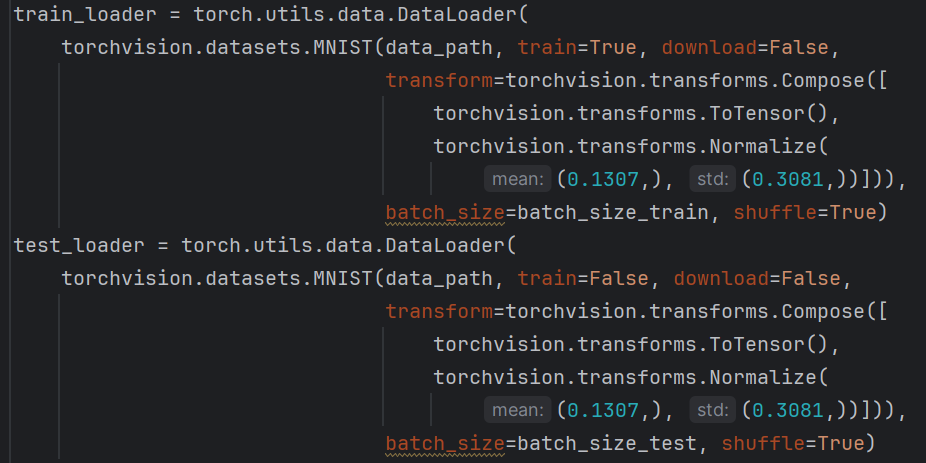 train_loader = torch.utils.data.DataLoader(
torchvision.datasets.MNIST(data_path, train=True, download=False,
transform=torchvision.transforms.Compose([
torchvision.transforms.ToTensor(),
torchvision.transforms.Normalize(
mean: (0.1307,), std: (0.3081,))])),
batch_size=batch_size_train, shuffle=True)
test_loader = torch.utils.data.DataLoader(
torchvision.datasets.MNIST(data_path, train=False, download=False,
transform=torchvision.transforms.Compose([
torchvision.transforms.ToTensor(),
torchvision.transforms.Normalize(
mean: (0.1307,), std: (0.3081,))])),
batch_size=batch_size_test, shuffle=True)